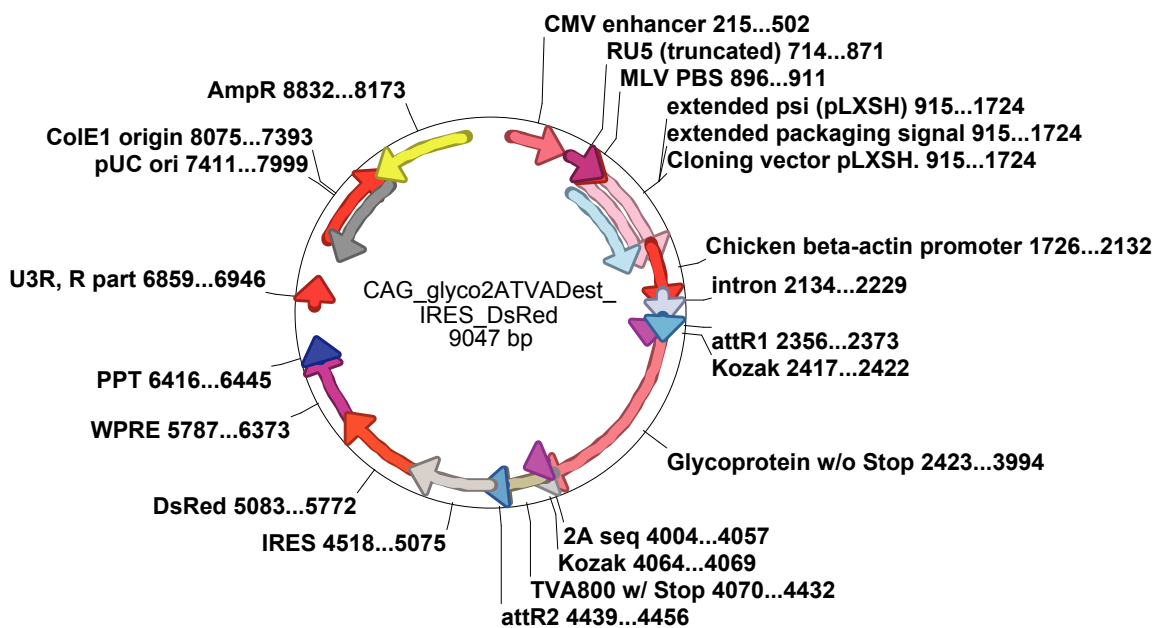 CMV enhancer 215...502
RU5 (truncated) 714...871
MLV PBS 896...911
AmpR 8832...8173
extended psi (pLXSH) 915...1724
ColE1 origin 8075...7393
extended packaging signal 915...1724
pUC ori 7411...7999
Cloning vector pLXSH. 915...1724
Chicken beta-actin promoter 1726...2132
U3R, R part 6859...6946
intron 2134...2229
CAG_glyco2ATVADest_
IRES_DsRed
9047 bp
attR1 2356...2373
Kozak 2417...2422
PPT 6416...6445
WPRE 5787...6373
Glycoprotein w/o Stop 2423...3994
DsRed 5083...5772
2A seq 4004...4057
IRES 4518...5075
Kozak 4064...4069
TVA800 w/ Stop 4070...4432
attR2 4439...4456